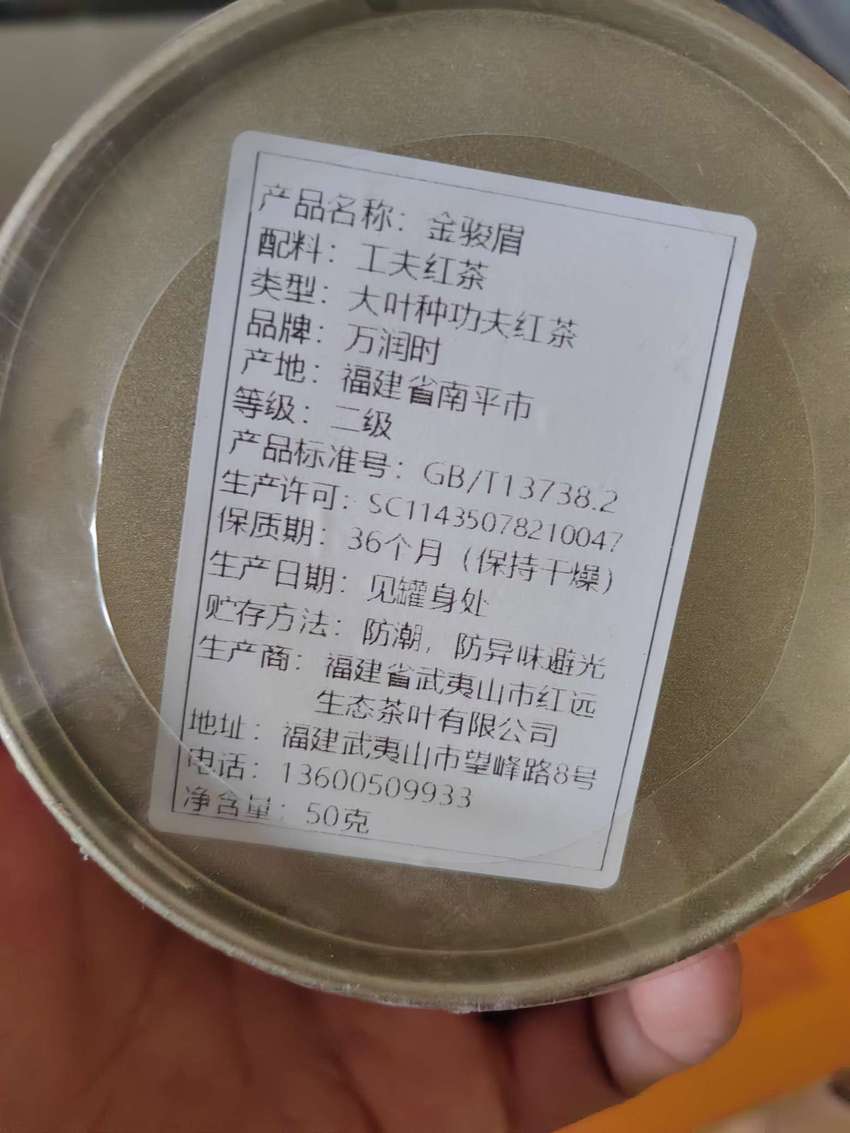 产品名称：金骏眉
配料：工夫红茶
类型：大叶种功夫红茶
品牌：万润时
产地：福建省南平市
等级：二级
产品标准号：GB/T13738.2
生产许可：SC11435078210047
保质期：36个月（保持干燥）
生产日期：见罐身处
贮存方法：防潮，防异味避光
生产商：福建省武夷山市红远
生态茶叶有限公司
地址：福建武夷山市望峰路8号
电话：13600509933
净含量：50克